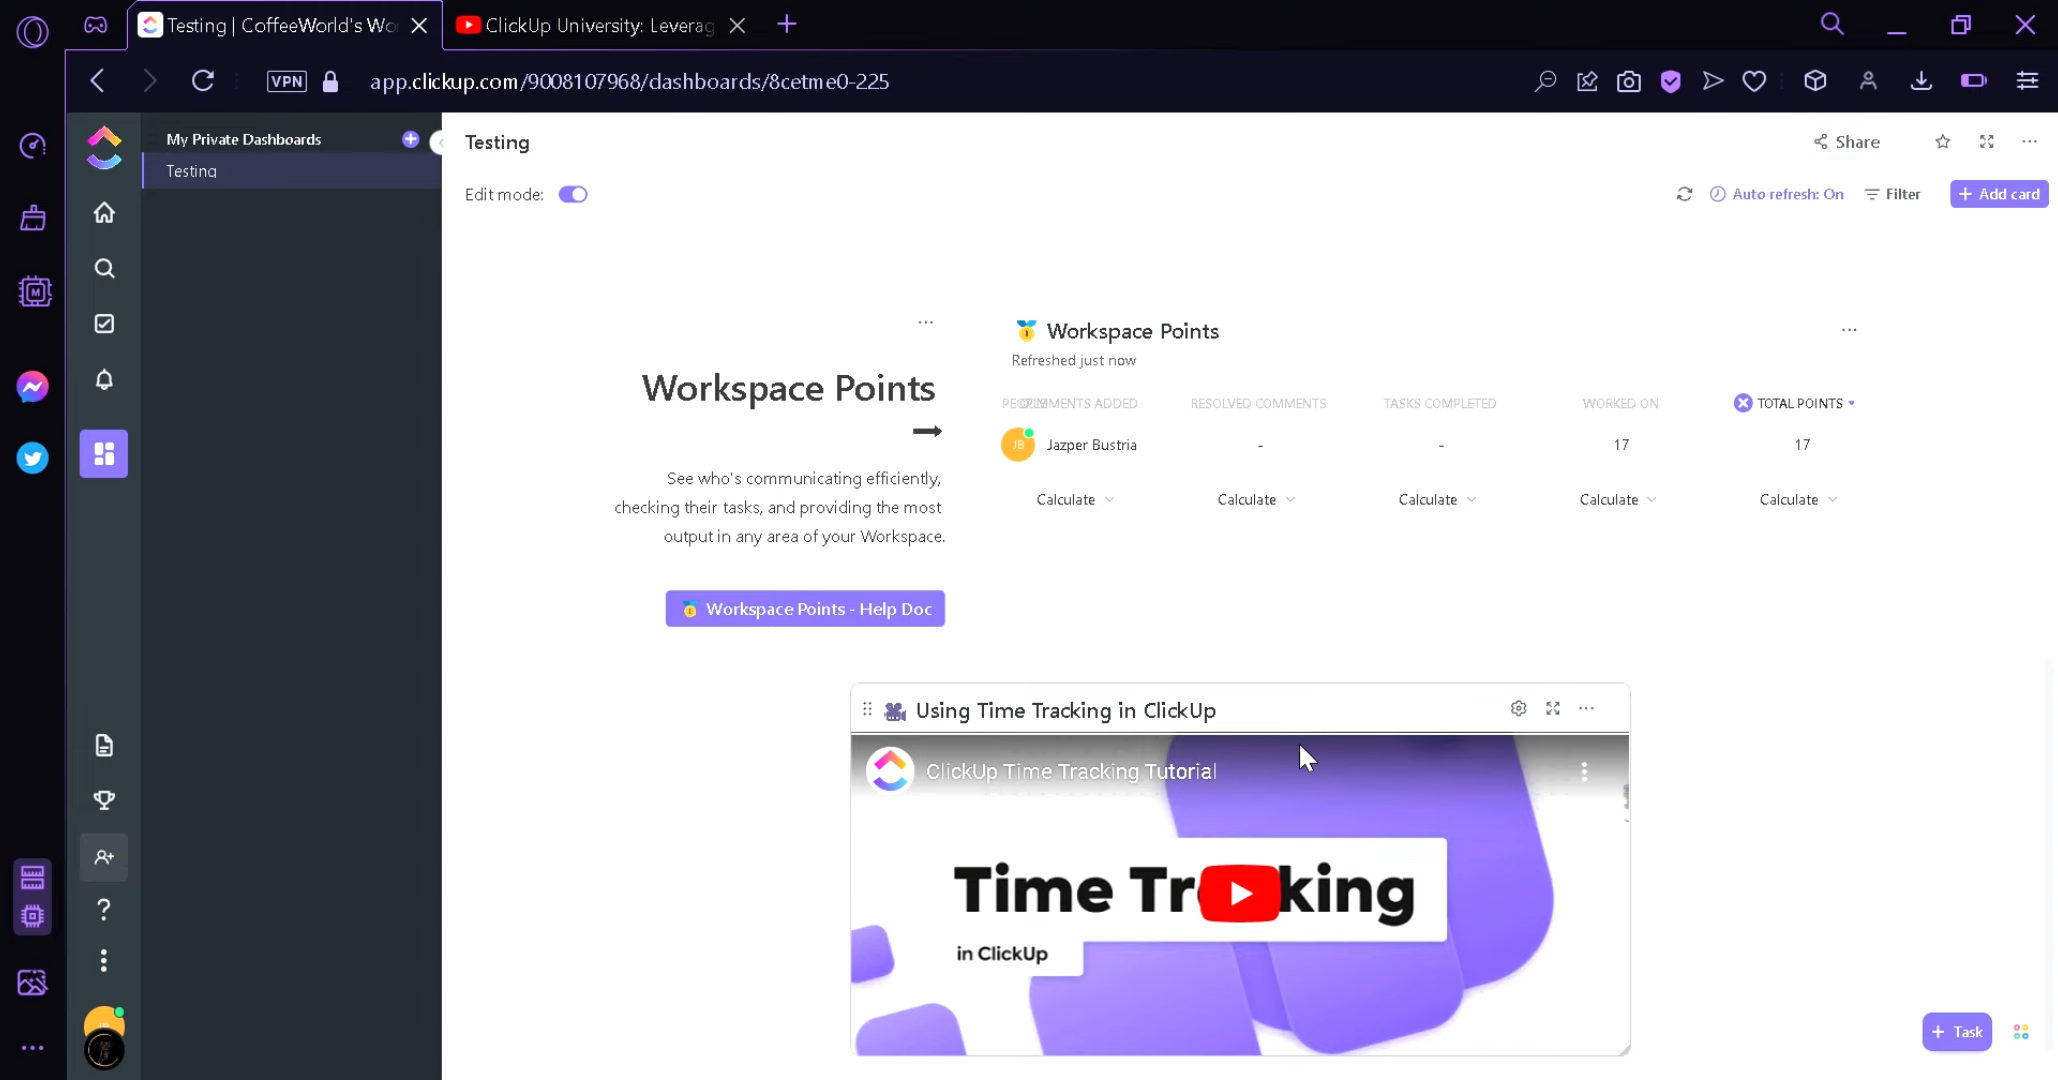 Testing | CoffeeWorld's Wo
ClickUp University: Leverag
VPN
app.clickup.com/9008107968/dashboards/8cetme0-225
My Private Dashboards
Testing
Testing
Share
Edit mode:
Auto refresh: On
Filter
+ Add card
Workspace Points
See who's communicating efficiently,
checking their tasks, and providing the most
output in any area of your Workspace.
Workspace Points - Help Doc
Workspace Points
Refreshed just now
COMMENTS ADDED RESOLVED COMMENTS TASKS COMPLETED WORKED ON TOTAL POINTS
JB Jazper Bustria - - 17 17
Calculate Calculate Calculate Calculate Calculate
Using Time Tracking in ClickUp
ClickUp Time Tracking Tutorial
Time Tr king
in ClickUp
+ Task